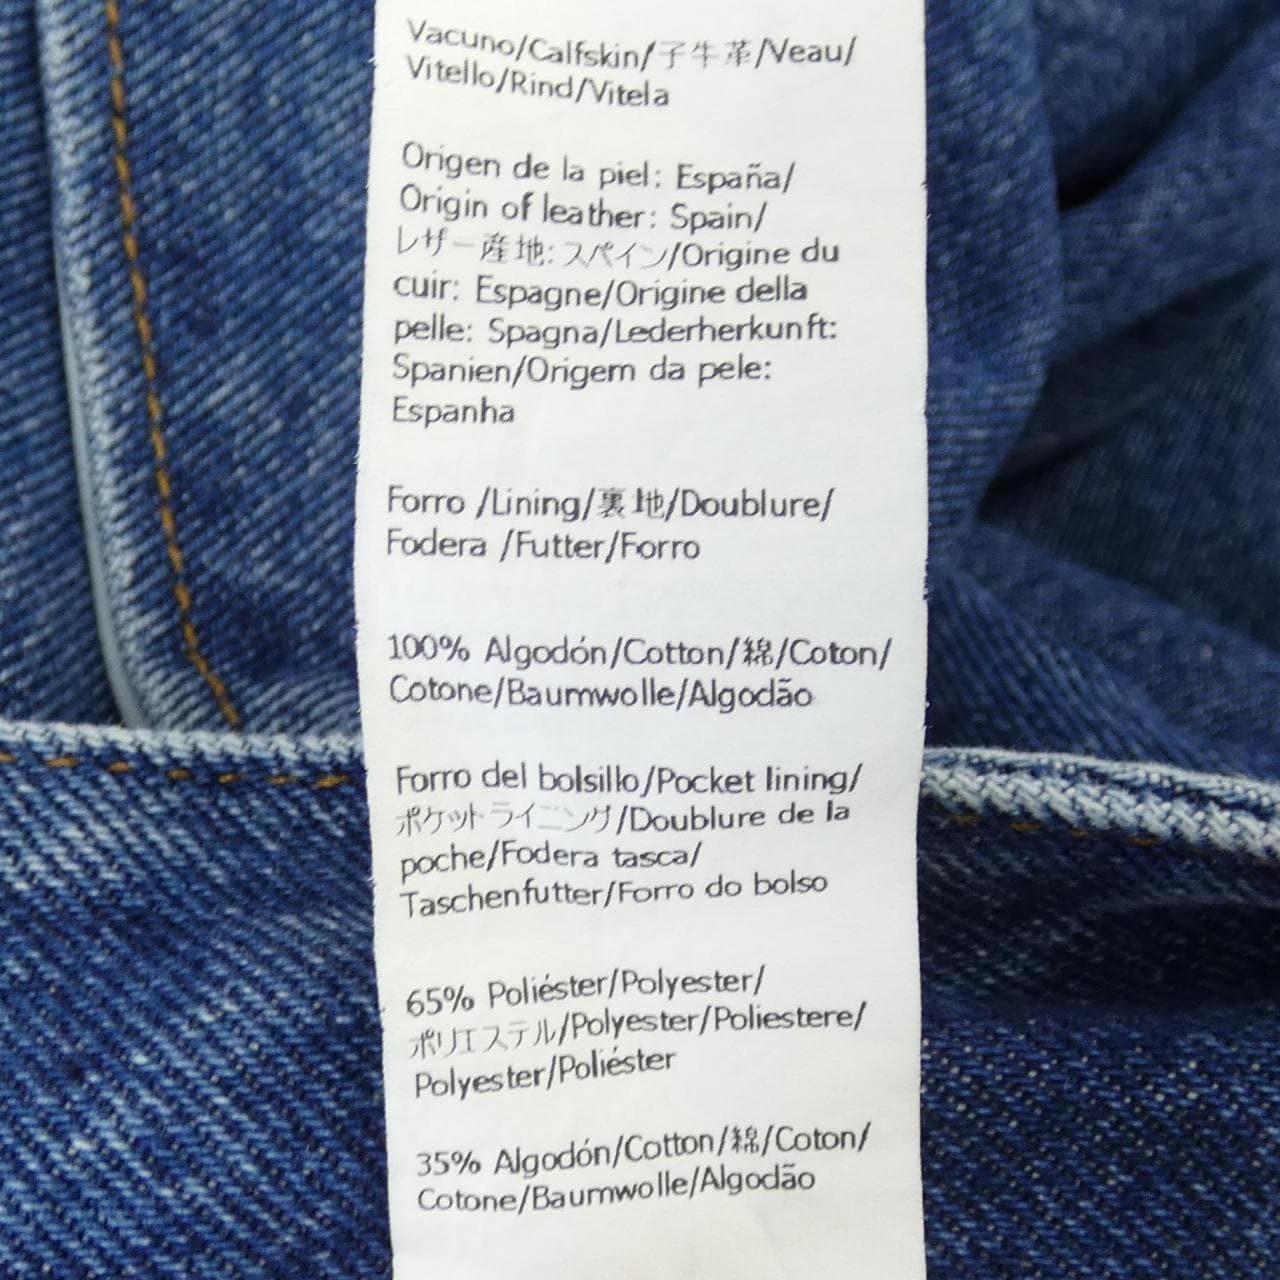 Vacuno/Calfskin/子牛革/Veau/
Vitello/Rind/Vitela
Origen de la piel: España/
Origin of leather: Spain/
レザー産地: スペイン/Origine du
cuir: Espagne/Origine della
pelle: Spagna/Lederherkunft:
Spanien/Origem da pele:
Espanha
Forro /Lining/裏地/Doublure/
Fodera /Futter/Forro
100% Algodón/Cotton/綿/Coton/
Cotone/Baumwolle/Algodão
Forro del bolsillo/Pocket lining/
ポケットライニング/Doublure de la
poche/Fodera tasca/
Taschenfutter/Forro do bolso
65% Poliéster/Polyester/
ポリエステル/Polyester/Poliestere/
Polyester/Poliéster
35% Algodón/Cotton/綿/Coton/
Cotone/Baumwolle/Algodão